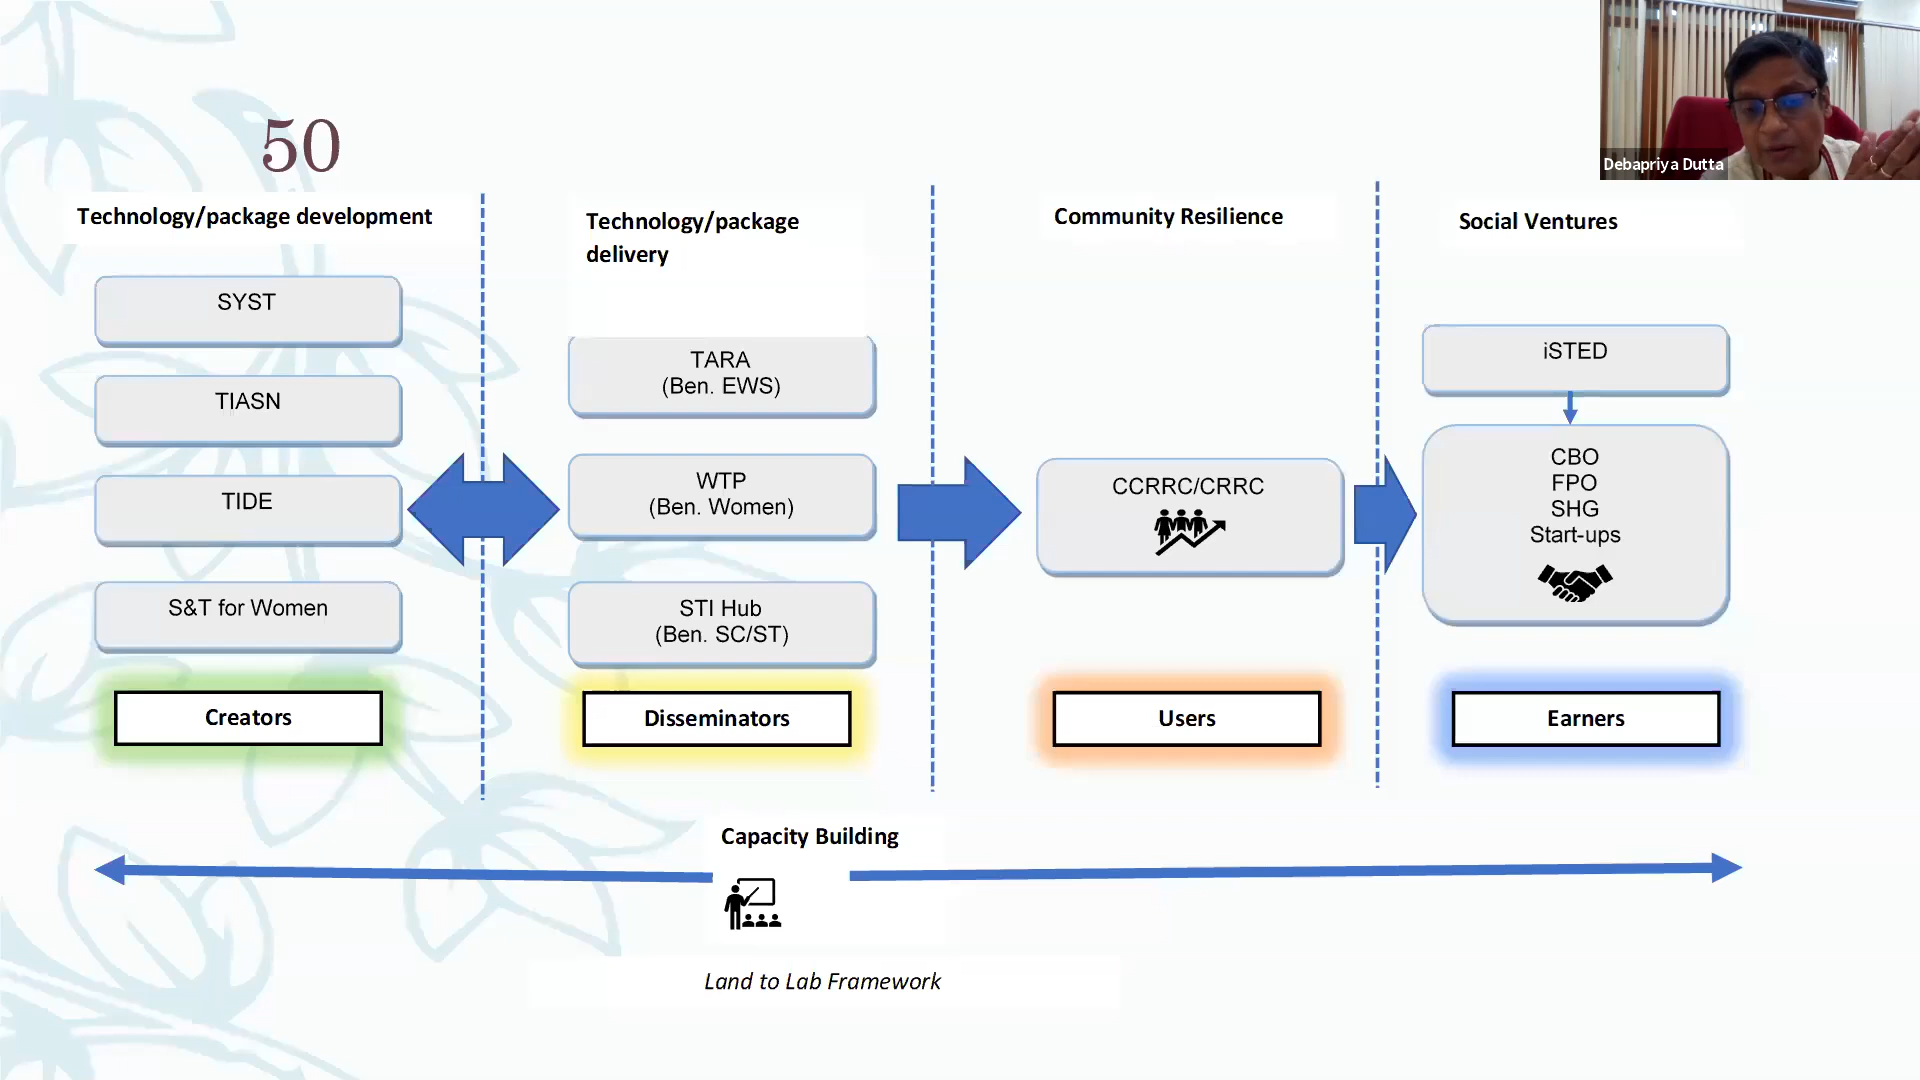 50
Debapriya Dutta
Technology/package development
SYST
TIASN
TIDE
S&T for Women
Creators
Technology/package
delivery
TARA
(Ben. EWS)
WTP
(Ben. Women)
STI Hub
(Ben. SC/ST)
Disseminators
Community Resilience
CCRRC/CRRC
Users
Social Ventures
iSTED
CBO
FPO
SHG
Start-ups
Earners
Capacity Building
Land to Lab Framework